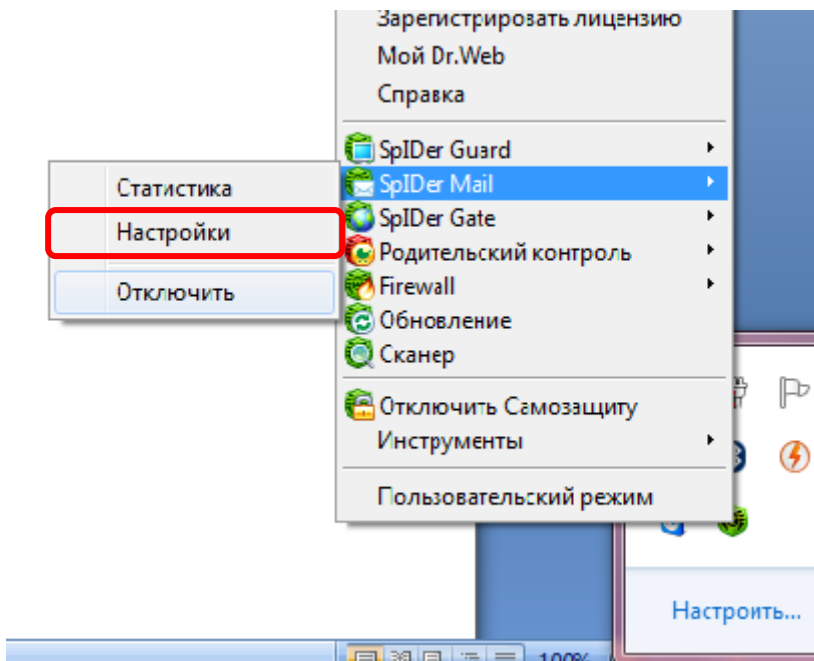 Зарегистрировать лицензию
Мой Dr.Web
Справка
SpIDer Guard
SpIDer Mail
SpIDer Gate
Родительский контроль
Firewall
Обновление
Сканер
Отключить Самозащиту
Инструменты
Пользовательский режим
Статистика
Настройки
Отключить
Настроить...
100%